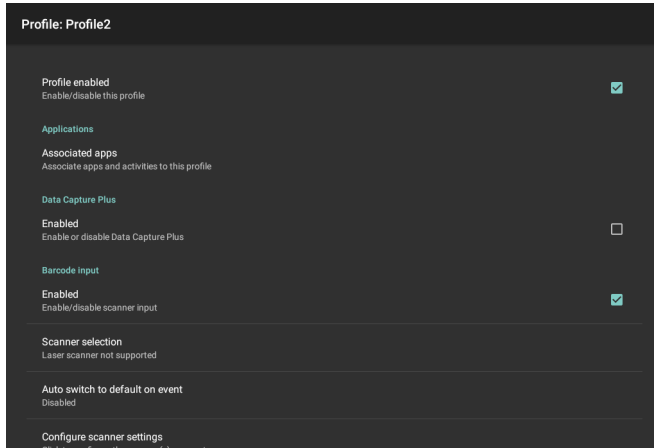 Profile: Profile2
Profile enabled
Enable/disable this profile
Applications
Associated apps
Associate apps and activities to this profile
Data Capture Plus
Enabled
Enable or disable Data Capture Plus
Barcode input
Enabled
Enable/disable scanner input
Scanner selection
Laser scanner not supported
Auto switch to default on event
Disabled
Configure scanner settings